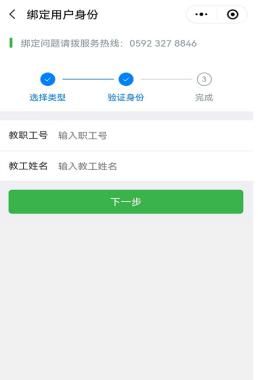 绑定用户身份
绑定问题请拨服务热线：0592 327 8846
3
选择类型 验证身份 完成
教职工号 输入职工号
教工姓名 输入教工姓名
下一步